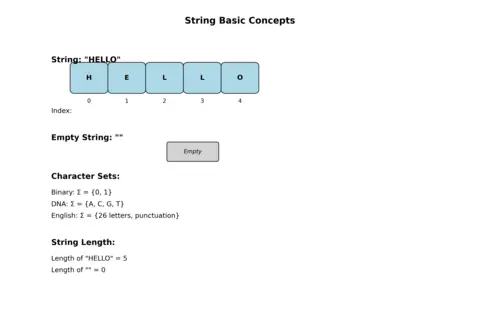 String Basic Concepts
String: "HELLO"
H E L L O
0 1 2 3 4
Index:
Empty String: ""
Empty
Character Sets:
Binary: Σ = {0, 1}
DNA: Σ = {A, C, G, T}
English: Σ = {26 letters, punctuation}
String Length:
Length of "HELLO" = 5
Length of "" = 0